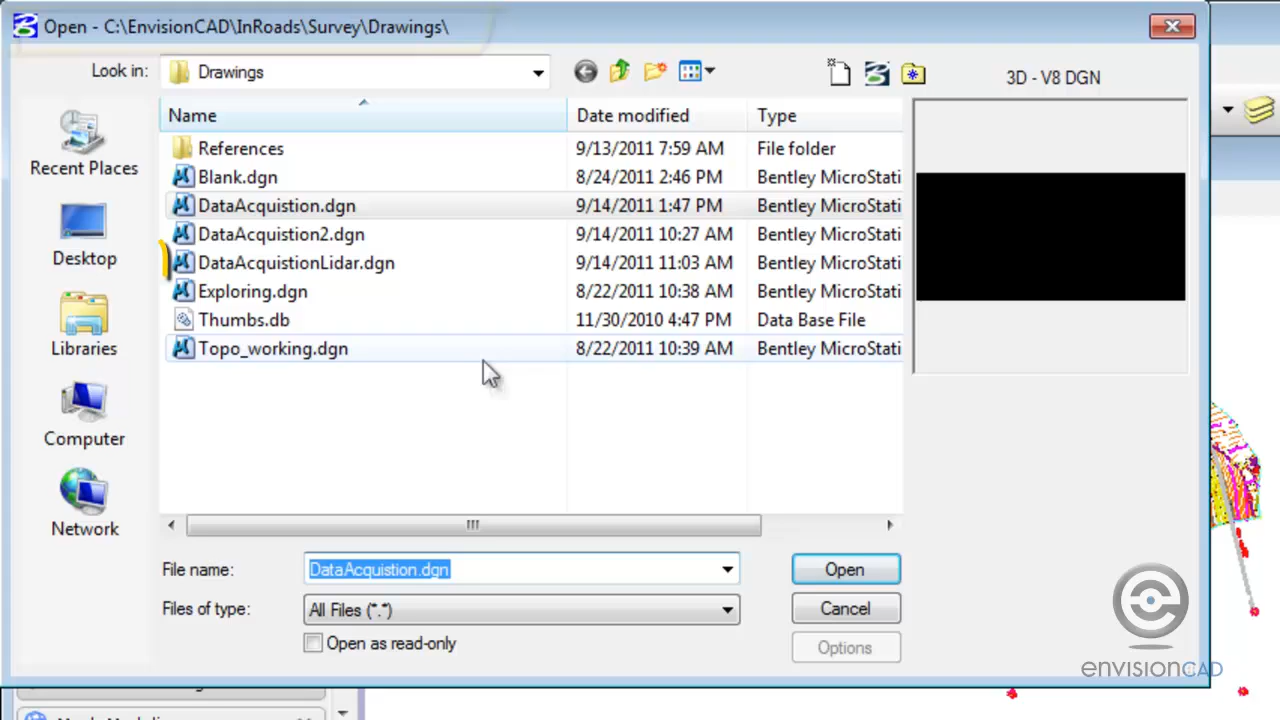 Open - C:\EnvisionCAD\InRoads\Survey\Drawings\
Look in: Drawings
3D - V8 DGN
Name Date modified Type
References 9/13/2011 7:59 AM File folder
Blank.dgn 8/24/2011 2:46 PM Bentley MicroStati
DataAcquistion.dgn 9/14/2011 1:47 PM Bentley MicroStati
DataAcquistion2.dgn 9/14/2011 10:27 AM Bentley MicroStati
DataAcquistionLidar.dgn 9/14/2011 11:03 AM Bentley MicroStati
Exploring.dgn 8/22/2011 10:38 AM Bentley MicroStati
Thumbs.db 11/30/2010 4:47 PM Data Base File
Topo_working.dgn 8/22/2011 10:39 AM Bentley MicroStati
Recent Places
Desktop
Libraries
Computer
Network
File name: DataAcquistion.dgn Open
Files of type: All Files (*.*) Cancel
Open as read-only Options
envisionCAD